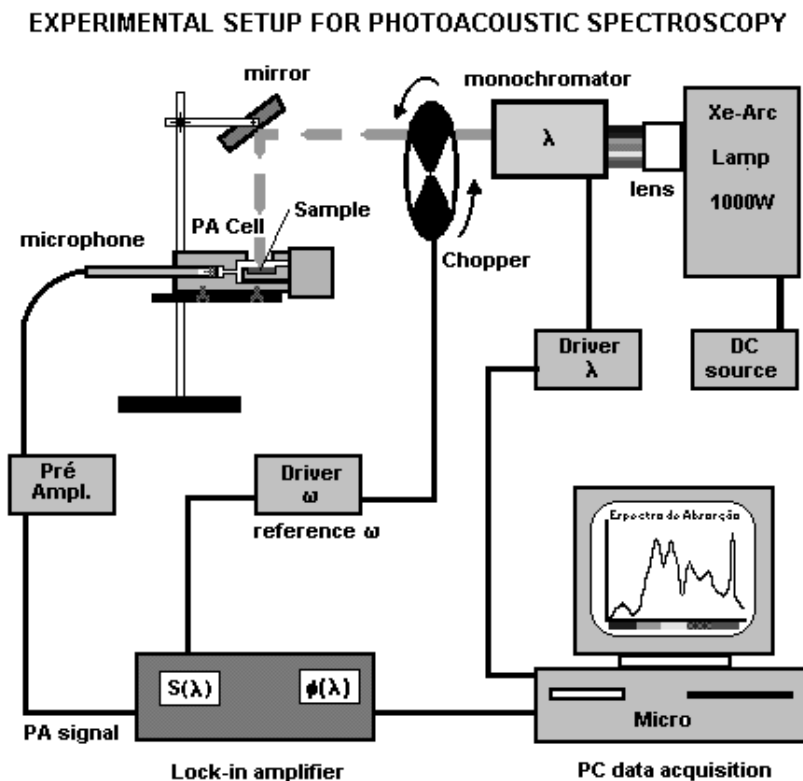 EXPERIMENTAL SETUP FOR PHOTOACOUSTIC SPECTROSCOPY
mirror
monochromator
Xe-Arc
Lamp
1000W
λ
lens
PA Cell
Sample
microphone
Chopper
Driver
λ
DC
source
Pré
Ampl.
Driver
ω
reference ω
Espectro de Absorção
S(λ)
ϕ(λ)
Micro
PA signal
Lock-in amplifier
PC data acquisition